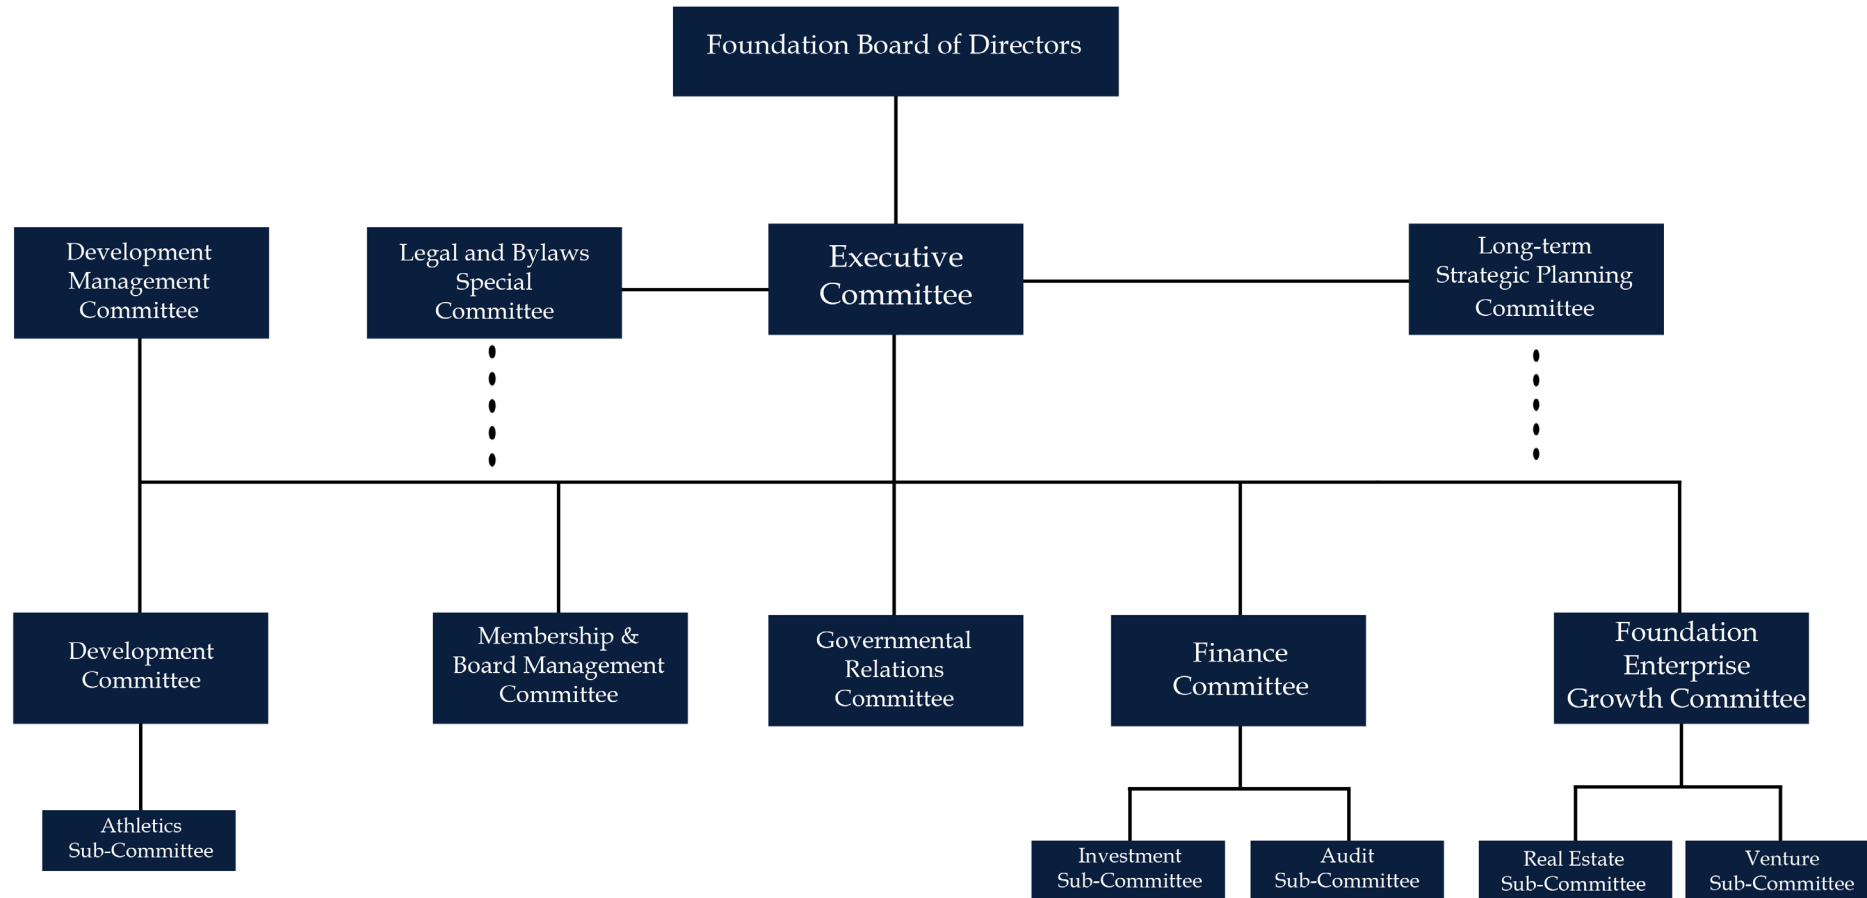 Foundation Board of Directors
Development
Management
Committee
Legal and Bylaws
Special
Committee
Executive
Committee
Long-term
Strategic Planning
Committee
Development
Committee
Membership &
Board Management
Committee
Governmental
Relations
Committee
Finance
Committee
Foundation
Enterprise
Growth Committee
Athletics
Sub-Committee
Investment
Sub-Committee
Audit
Sub-Committee
Real Estate
Sub-Committee
Venture
Sub-Committee